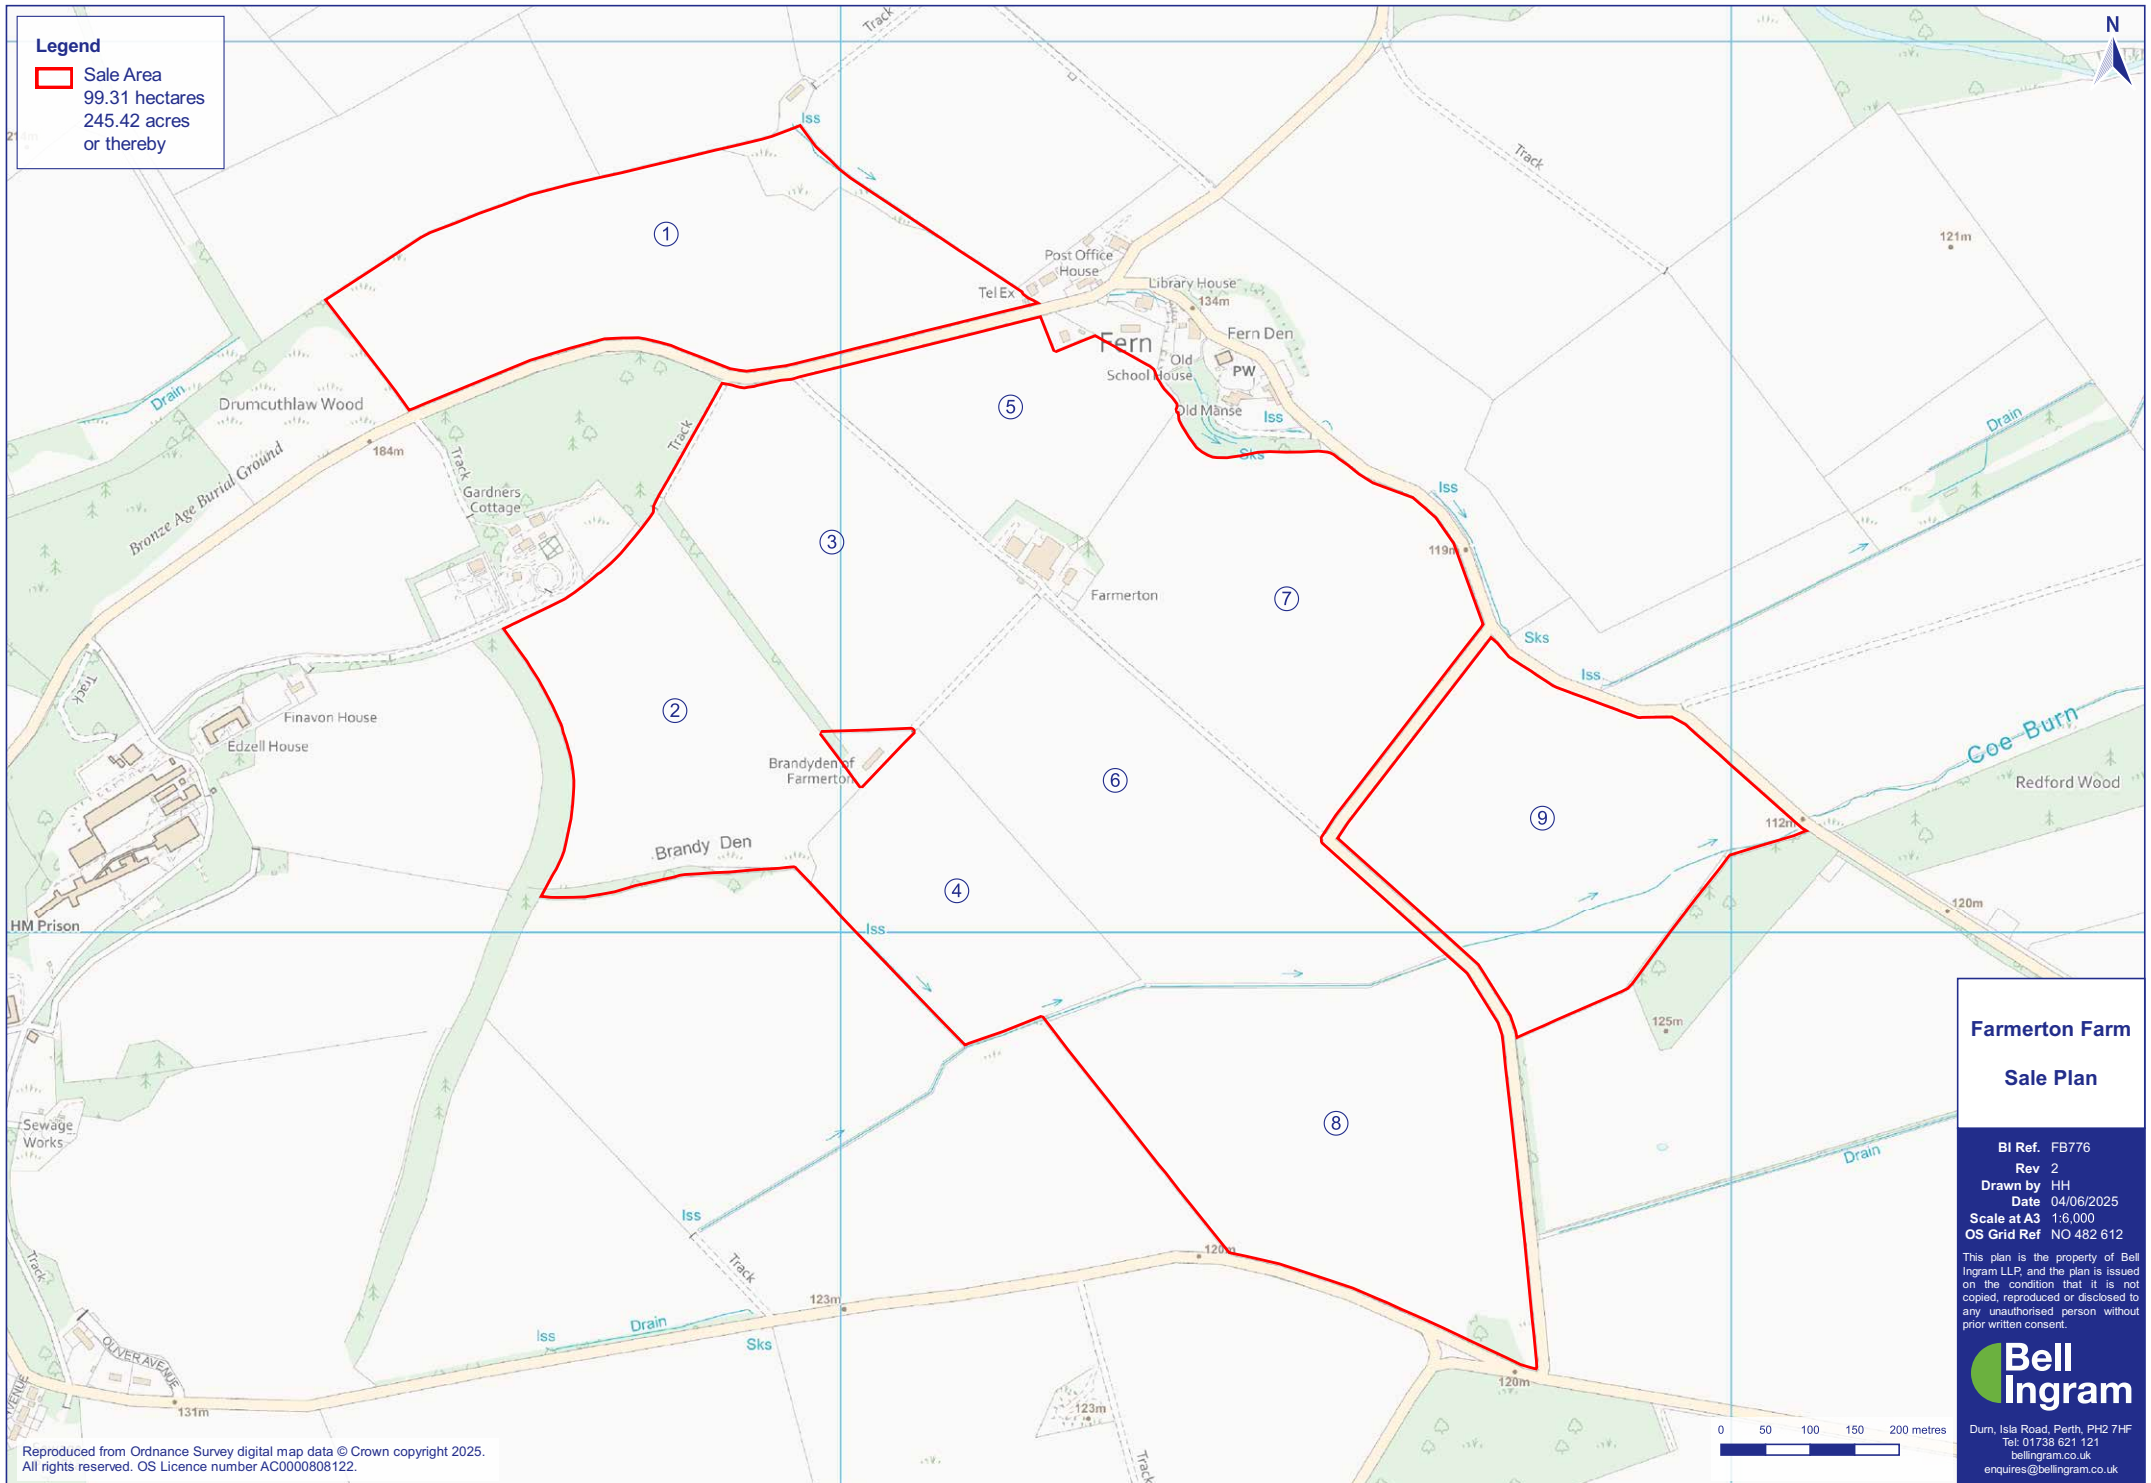 Legend
Sale Area
99.31 hectares
245.42 acres
or thereby
N
Track
Iss
Track
121m
1
Post Office
House
Tel Ex
Library House
134m
Fern
Fern Den
Old
School House
PW
Old Manse
Iss
Sks
Drain
Drumcuthlaw Wood
184m
Bronze Age Burial Ground
Track
Track
Gardners
Cottage
5
3
Iss
119m
Drain
Farmerton
7
Sks
Iss
Track
Finavon House
Edzell House
2
Brandyden of
Farmerton
6
Coe Burn
Redford Wood
9
112m
Brandy Den
4
Iss
120m
HM Prison
125m
Sewage
Works
8
Drain
Iss
Track
120m
Track
123m
Iss
Drain
Sks
OLIVER AVENUE
AVENUE
131m
120m
123m
Track
Farmerton Farm
Sale Plan
BI Ref. FB776
Rev 2
Drawn by HH
Date 04/06/2025
Scale at A3 1:6,000
OS Grid Ref NO 482 612
This plan is the property of Bell
Ingram LLP, and the plan is issued
on the condition that it is not
copied, reproduced or disclosed to
any unauthorised person without
prior written consent.
Bell
Ingram
Durn, Isla Road, Perth, PH2 7HF
Tel: 01738 621 121
bellingram.co.uk
enquires@bellingram.co.uk
0 50 100 150 200 metres
Reproduced from Ordnance Survey digital map data © Crown copyright 2025.
All rights reserved. OS Licence number AC0000808122.